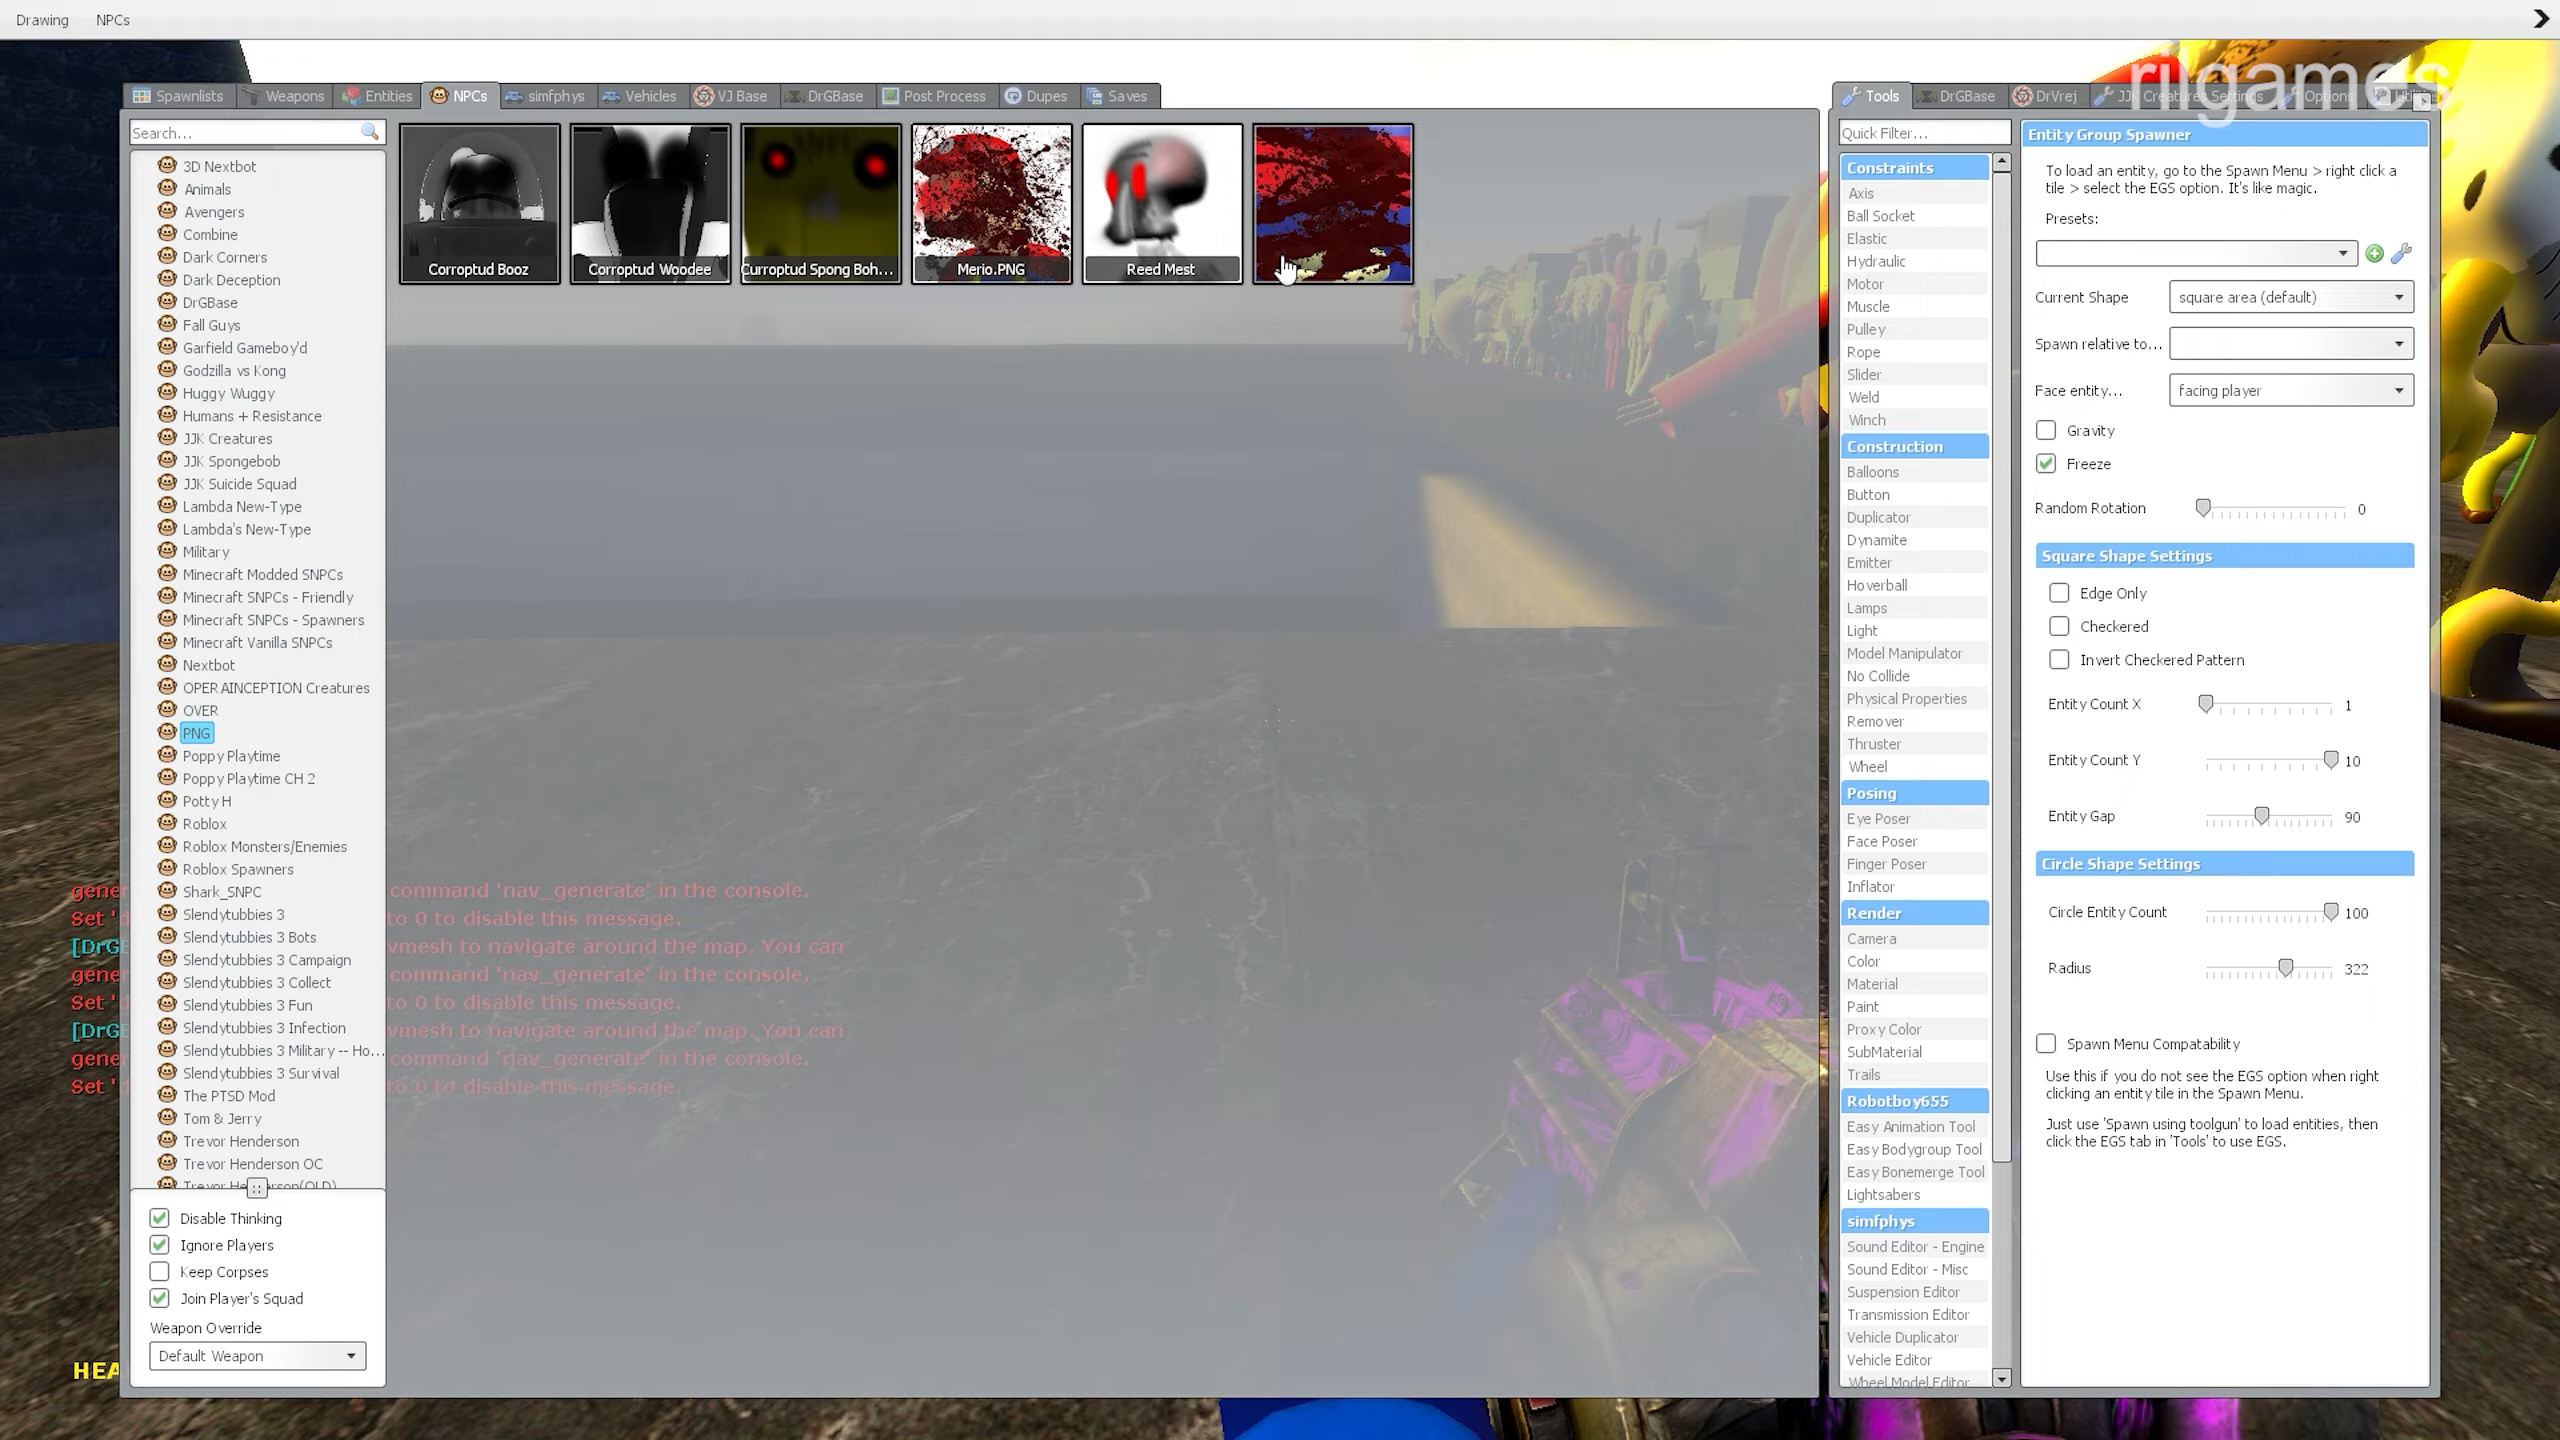 Drawing NPCs
rilgames
Spawnlists Weapons Entities NPCs simfphys Vehicles VJ Base DrGBase Post Process Dupes Saves
Search...
3D Nextbot
Animals
Avengers
Combine
Dark Corners
Dark Deception
DrGBase
Fall Guys
Garfield Gameboy'd
Godzilla vs Kong
Huggy Wuggy
Humans + Resistance
JJK Creatures
JJK Spongebob
JJK Suicide Squad
Lambda New-Type
Lambda's New-Type
Military
Minecraft Modded SNPCs
Minecraft SNPCs - Friendly
Minecraft SNPCs - Spawners
Minecraft Vanilla SNPCs
Nextbot
OPERAINCEPTION Creatures
OVER
PNG
Poppy Playtime
Poppy Playtime CH 2
Potty H
Roblox
Roblox Monsters/Enemies
Roblox Spawners
Shark_SNPC
Slendytubbies 3
Slendytubbies 3 Bots
Slendytubbies 3 Campaign
Slendytubbies 3 Collect
Slendytubbies 3 Fun
Slendytubbies 3 Infection
Slendytubbies 3 Military -- Ho...
Slendytubbies 3 Survival
The PTSD Mod
Tom & Jerry
Trevor Henderson
Trevor Henderson OC
Disable Thinking
Ignore Players
Keep Corpses
Join Player's Squad
Weapon Override
Default Weapon
Corroptud Booz
Corroptud Woodee
Curroptud Spong Boh...
Merio.PNG
Reed Mest
gener command 'nav_generate' in the console.
Set 'd to 0 to disable this message.
[DrG vmesh to navigate around the map. You can
gener command 'nav_generate' in the console.
Set 'd to 0 to disable this message.
[DrG vmesh to navigate around the map. You can
gener command 'nav_generate' in the console.
Set 'd to 0 to disable this message.
HEA
Tools DrGBase DrVrej JJK Creatures Settings Options
Quick Filter...
Constraints
Axis
Ball Socket
Elastic
Hydraulic
Motor
Muscle
Pulley
Rope
Slider
Weld
Winch
Construction
Balloons
Button
Duplicator
Dynamite
Emitter
Hoverball
Lamps
Light
Model Manipulator
No Collide
Physical Properties
Remover
Thruster
Wheel
Posing
Eye Poser
Face Poser
Finger Poser
Inflator
Render
Camera
Color
Material
Paint
Proxy Color
SubMaterial
Trails
Robotboy655
Easy Animation Tool
Easy Bodygroup Tool
Easy Bonemerge Tool
Lightsabers
simfphys
Sound Editor - Engine
Sound Editor - Misc
Suspension Editor
Transmission Editor
Vehicle Duplicator
Vehicle Editor
Wheel Model Editor
Entity Group Spawner
To load an entity, go to the Spawn Menu > right click a
tile > select the EGS option. It's like magic.
Presets:
Current Shape square area (default)
Spawn relative to...
Face entity... facing player
Gravity
Freeze
Random Rotation 0
Square Shape Settings
Edge Only
Checkered
Invert Checkered Pattern
Entity Count X 1
Entity Count Y 10
Entity Gap 90
Circle Shape Settings
Circle Entity Count 100
Radius 322
Spawn Menu Compatability
Use this if you do not see the EGS option when right
clicking an entity tile in the Spawn Menu.
Just use 'Spawn using toolgun' to load entities, then
click the EGS tab in 'Tools' to use EGS.